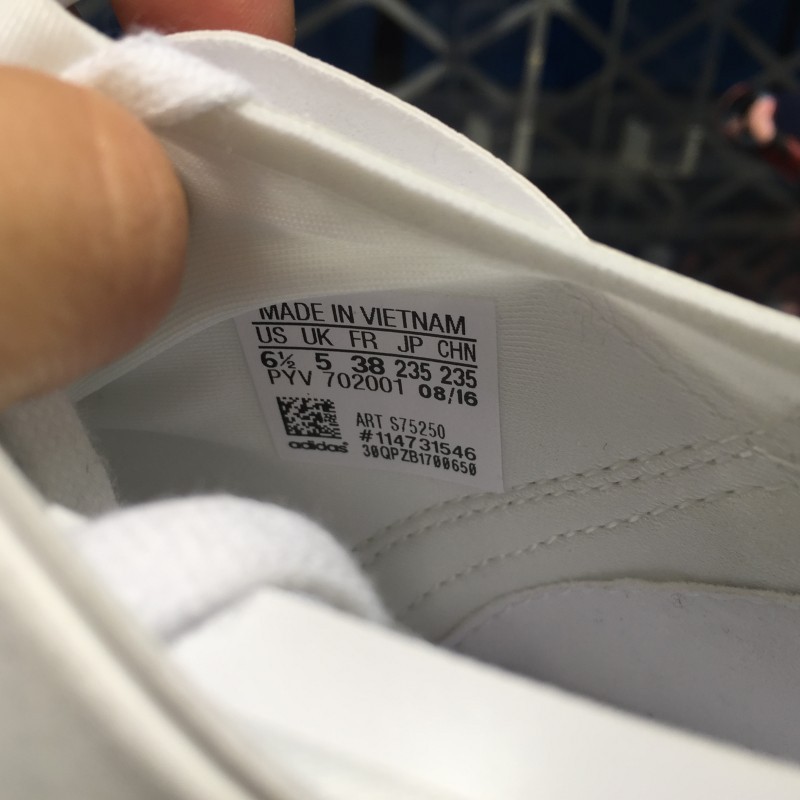 MADE IN VIETNAM
US UK FR JP CHN
6½ 5 38 235 235
PYV 702001 08/16
ART S75250
#114731546
adidas 30QPZB1700650